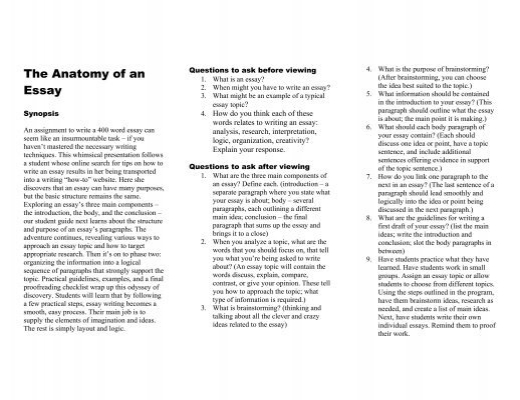 The Anatomy of an
Essay
Synopsis
An assignment to write a 400 word essay can
seem like an insurmountable task – if you
haven't mastered the necessary writing
techniques. This whimsical presentation follows
a student whose online search for tips on how to
write an essay results in her being transported
into a writing "how-to" website. Here she
discovers that an essay can have many purposes,
but the basic structure remains the same.
Exploring an essay's three main components –
the introduction, the body, and the conclusion –
our student guide next learns about the structure
and purpose of an essay's paragraphs. The
adventure continues, revealing various ways to
approach an essay topic and how to target
appropriate research. Then it's on to phase two:
organizing the information into a logical
sequence of paragraphs that strongly support the
topic. Practical guidelines, examples, and a final
proofreading checklist wrap up this odyssey of
discovery. Students will learn that by following
a few practical steps, essay writing becomes a
smooth, easy process. Their main job is to
supply the elements of imagination and ideas.
The rest is simply layout and logic.
Questions to ask before viewing
1. What is an essay?
2. When might you have to write an essay?
3. What might be an example of a typical
essay topic?
4. How do you think each of these
words relates to writing an essay:
analysis, research, interpretation,
logic, organization, creativity?
Explain your response.
Questions to ask after viewing
1. What are the three main components of
an essay? Define each. (introduction – a
separate paragraph where you state what
your essay is about; body – several
paragraphs, each outlining a different
main idea; conclusion – the final
paragraph that sums up the essay and
brings it to a close)
2. When you analyze a topic, what are the
words that you should focus on, that tell
you what you're being asked to write
about? (An essay topic will contain the
words discuss, explain, compare,
contrast, or give your opinion. These tell
you how to approach the topic; what
type of information is required.)
3. What is brainstorming? (thinking and
talking about all the clever and crazy
ideas related to the essay)
4. What is the purpose of brainstorming?
(After brainstorming, you can choose
the idea best suited to the topic.)
5. What information should be contained
in the introduction to your essay? (This
paragraph should outline what the essay
is about; the main point it is making.)
6. What should each body paragraph of
your essay contain? (Each should
discuss one idea or point, have a topic
sentence, and include additional
sentences offering evidence in support
of the topic sentence.)
7. How do you link one paragraph to the
next in an essay? (The last sentence of a
paragraph should lead smoothly and
logically into the idea or point being
discussed in the next paragraph.)
8. What are the guidelines for writing a
first draft of your essay? (list the main
ideas; write the introduction and
conclusion; slot the body paragraphs in
between)
9. Have students practice what they have
learned. Have students work in small
groups. Assign an essay topic or allow
students to choose from different topics.
Using the steps outlined in the program,
have them brainstorm ideas, research as
needed, and create a list of main ideas.
Next, have students write their own
individual essays. Remind them to proof
their work.